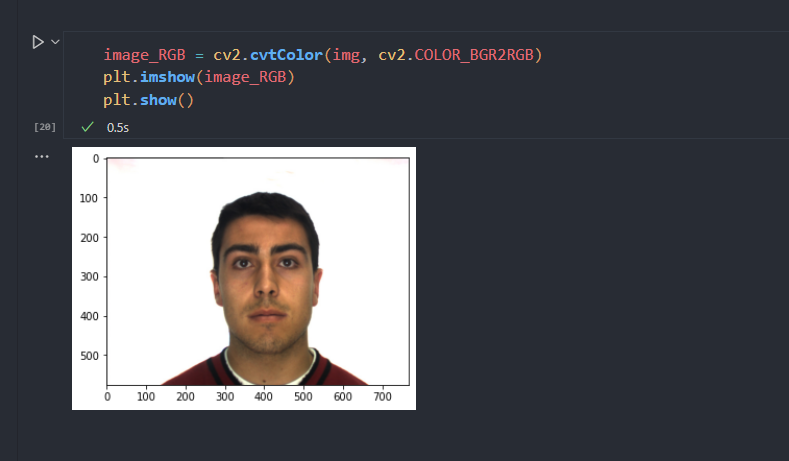 image_RGB = cv2.cvtColor(img, cv2.COLOR_BGR2RGB)
plt.imshow(image_RGB)
plt.show()
[20]
0.5s
...
0
100
200
300
400
500
0 100 200 300 400 500 600 700